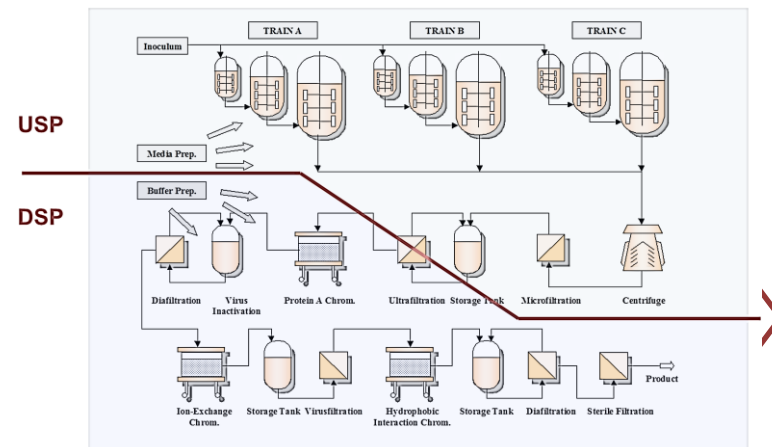 TRAIN A
TRAIN B
TRAIN C
Inoculum
USP
Media Prep.
Buffer Prep.
DSP
Diafiltration
Virus
Inactivation
Protein A Chrom.
Ultrafiltration
Storage Tank
Microfiltration
Centrifuge
Product
Ion-Exchange
Chrom.
Storage Tank
Virusfiltration
Hydrophobic
Interaction Chrom.
Storage Tank
Diafiltration
Sterile Filtration